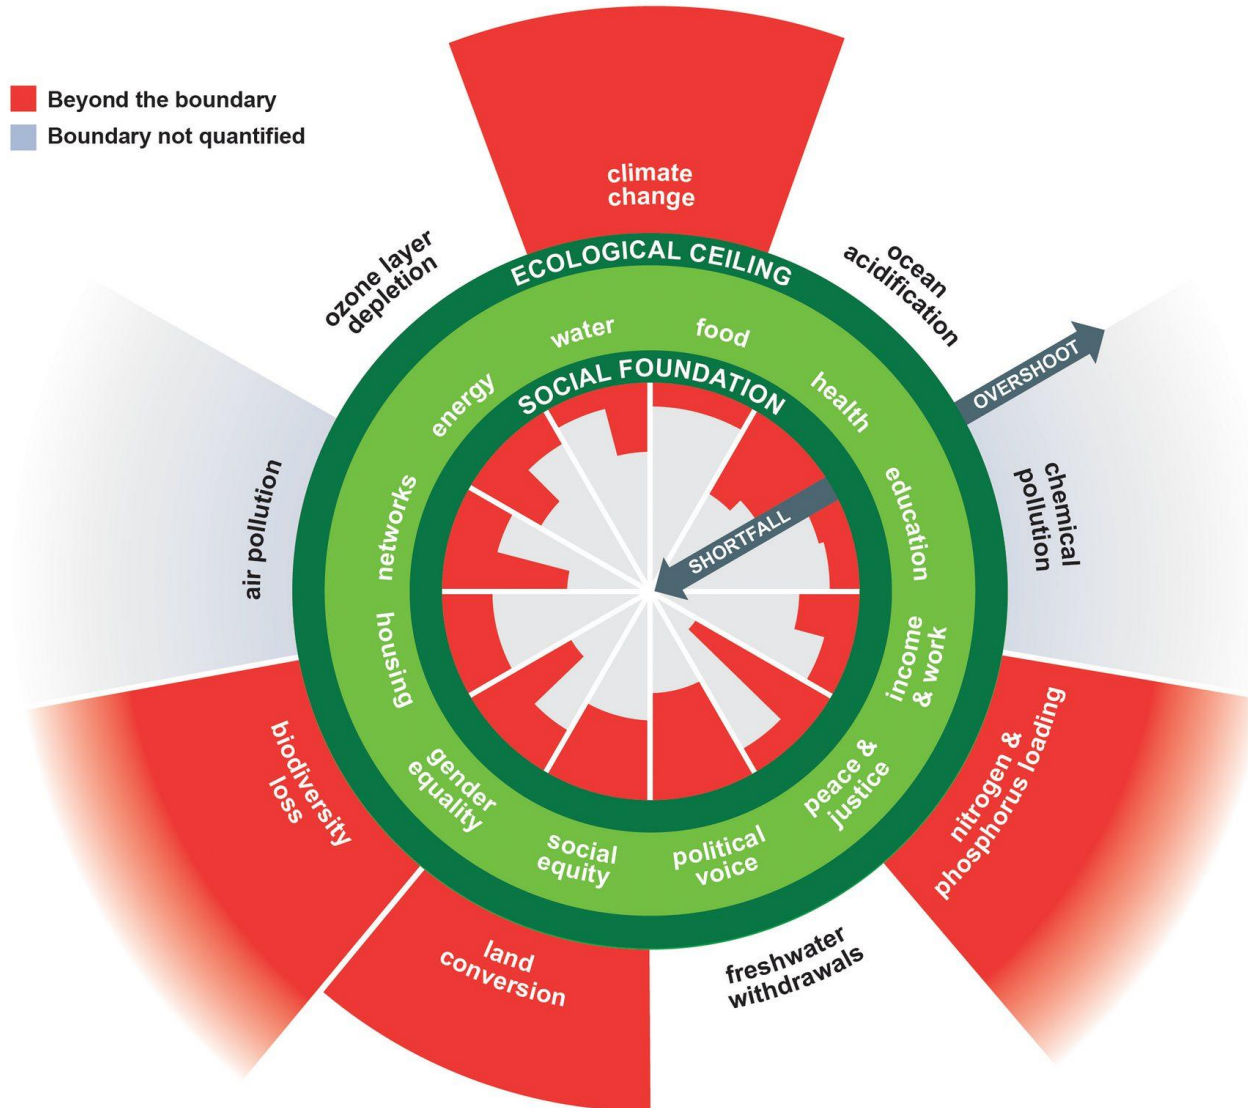 Beyond the boundary
Boundary not quantified
climate
change
ozone layer
depletion
ocean
acidification
ECOLOGICAL CEILING
OVERSHOOT
water
food
energy
health
SOCIAL FOUNDATION
air pollution
networks
SHORTFALL
education
chemical
pollution
housing
income
& work
biodiversity
loss
gender
equality
social
equity
political
voice
peace &
justice
nitrogen &
phosphorus loading
land
conversion
freshwater
withdrawals